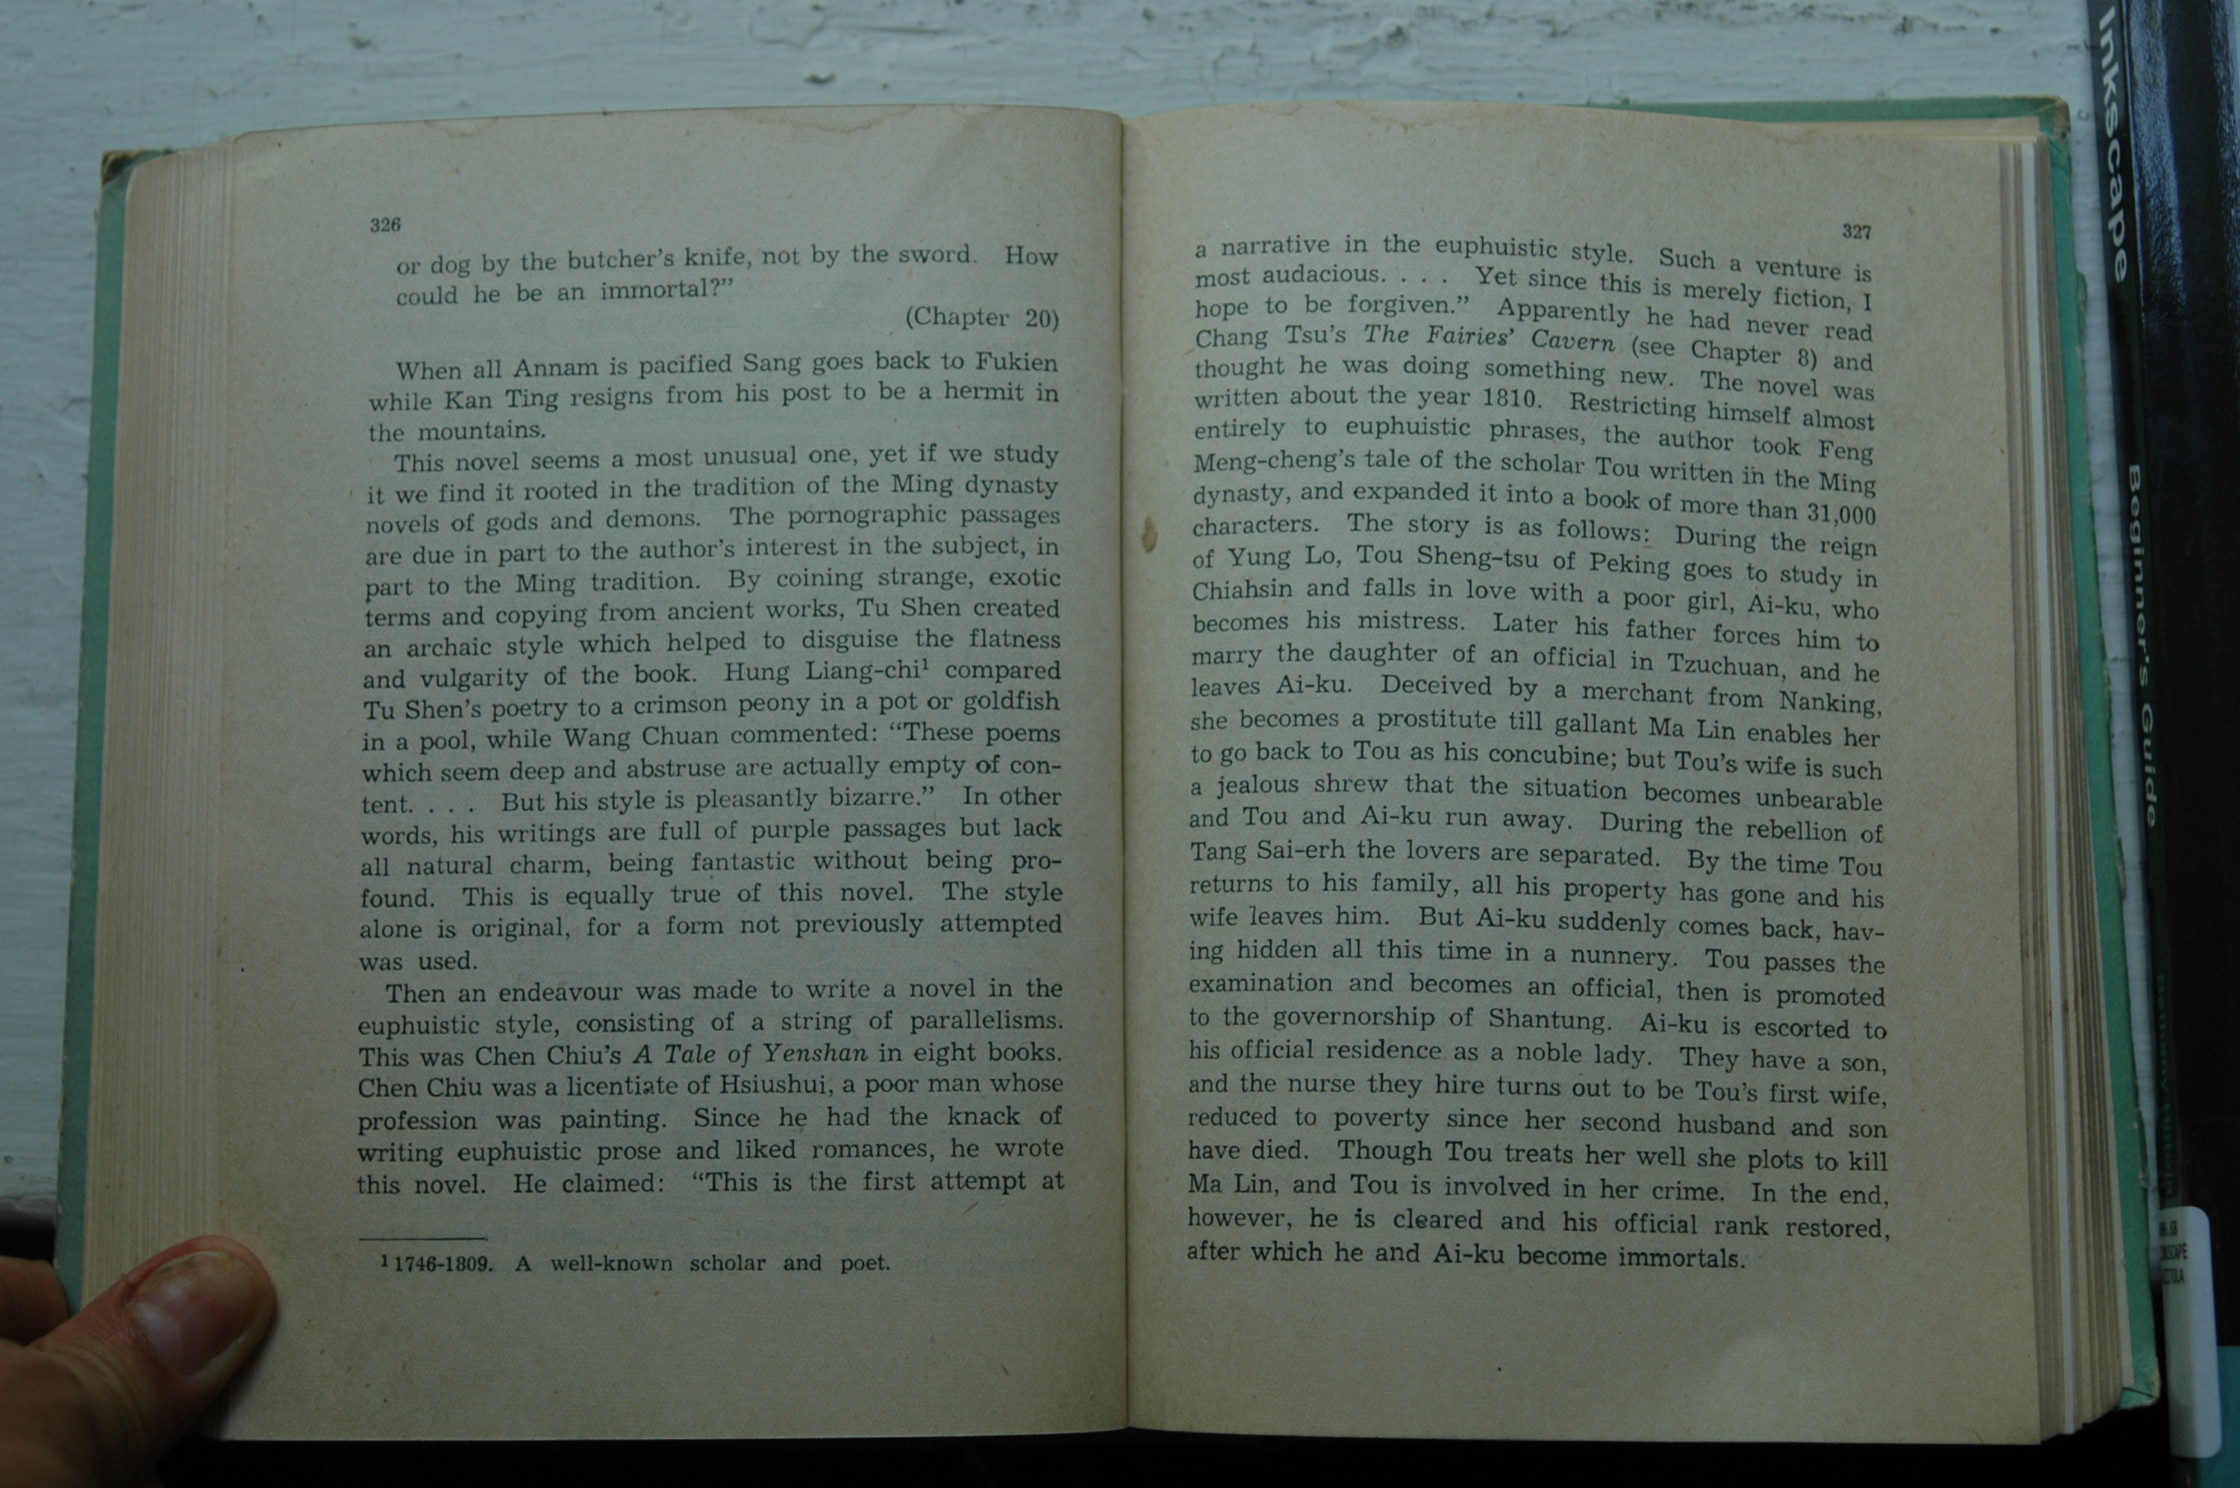 326
or dog by the butcher's knife, not by the sword. How
could he be an immortal?"
(Chapter 20)
When all Annam is pacified Sang goes back to Fukien
while Kan Ting resigns from his post to be a hermit in
the mountains.
This novel seems a most unusual one, yet if we study
it we find it rooted in the tradition of the Ming dynasty
novels of gods and demons. The pornographic passages
are due in part to the author's interest in the subject, in
part to the Ming tradition. By coining strange, exotic
terms and copying from ancient works, Tu Shen created
an archaic style which helped to disguise the flatness
and vulgarity of the book. Hung Liang-chi¹ compared
Tu Shen's poetry to a crimson peony in a pot or goldfish
in a pool, while Wang Chuan commented: "These poems
which seem deep and abstruse are actually empty of con-
tent. . . . But his style is pleasantly bizarre." In other
words, his writings are full of purple passages but lack
all natural charm, being fantastic without being pro-
found. This is equally true of this novel. The style
alone is original, for a form not previously attempted
was used.
Then an endeavour was made to write a novel in the
euphuistic style, consisting of a string of parallelisms.
This was Chen Chiu's A Tale of Yenshan in eight books.
Chen Chiu was a licentiate of Hsiushui, a poor man whose
profession was painting. Since he had the knack of
writing euphuistic prose and liked romances, he wrote
this novel. He claimed: "This is the first attempt at
¹ 1746-1809. A well-known scholar and poet.
327
a narrative in the euphuistic style. Such a venture is
most audacious. . . . Yet since this is merely fiction, I
hope to be forgiven." Apparently he had never read
Chang Tsu's The Fairies' Cavern (see Chapter 8) and
thought he was doing something new. The novel was
written about the year 1810. Restricting himself almost
entirely to euphuistic phrases, the author took Feng
Meng-cheng's tale of the scholar Tou written in the Ming
dynasty, and expanded it into a book of more than 31,000
characters. The story is as follows: During the reign
of Yung Lo, Tou Sheng-tsu of Peking goes to study in
Chiahsin and falls in love with a poor girl, Ai-ku, who
becomes his mistress. Later his father forces him to
marry the daughter of an official in Tzuchuan, and he
leaves Ai-ku. Deceived by a merchant from Nanking,
she becomes a prostitute till gallant Ma Lin enables her
to go back to Tou as his concubine; but Tou's wife is such
a jealous shrew that the situation becomes unbearable
and Tou and Ai-ku run away. During the rebellion of
Tang Sai-erh the lovers are separated. By the time Tou
returns to his family, all his property has gone and his
wife leaves him. But Ai-ku suddenly comes back, hav-
ing hidden all this time in a nunnery. Tou passes the
examination and becomes an official, then is promoted
to the governorship of Shantung. Ai-ku is escorted to
his official residence as a noble lady. They have a son,
and the nurse they hire turns out to be Tou's first wife,
reduced to poverty since her second husband and son
have died. Though Tou treats her well she plots to kill
Ma Lin, and Tou is involved in her crime. In the end,
however, he is cleared and his official rank restored,
after which he and Ai-ku become immortals.
Inkscape
Beginner's Guide